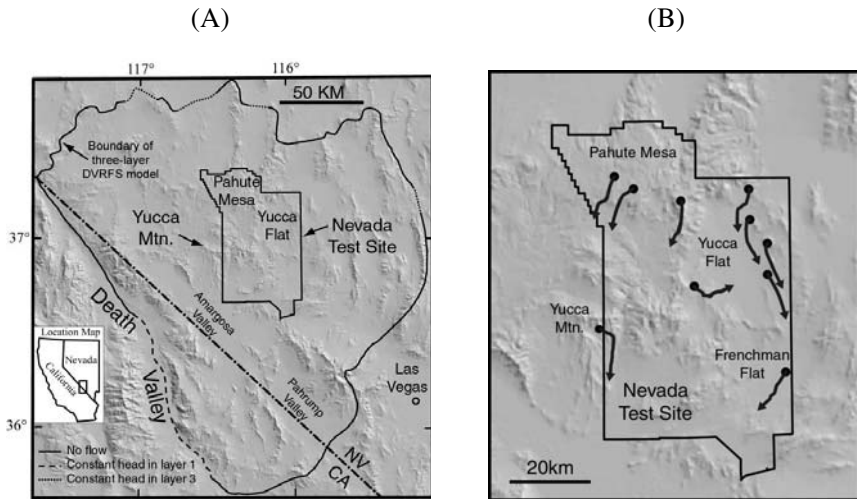 (A)
(B)
117°
116°
50 KM
Boundary of
three-layer
DVRFS model
Pahute
Mesa
Yucca
Mtn.
Yucca
Flat
Nevada
Test Site
37°
Death
Valley
Amargosa
Valley
Pahrump
Valley
Location Map
Nevada
California
Las
Vegas
36°
No flow
Constant head in layer 1
Constant head in layer 3
NV
CA
Pahute Mesa
Yucca
Flat
Yucca
Mtn.
Frenchman
Flat
Nevada
Test Site
20km